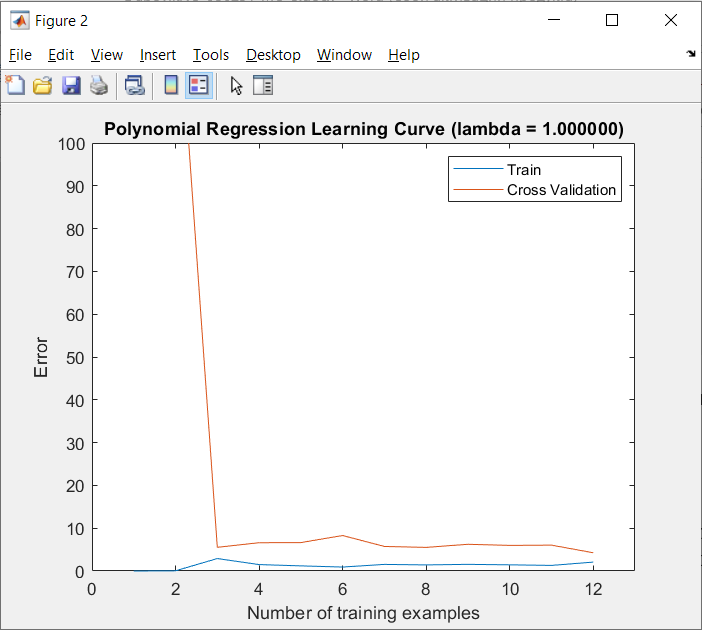 Figure 2
File Edit View Insert Tools Desktop Window Help
Polynomial Regression Learning Curve (lambda = 1.000000)
100
90
80
70
60
50
40
30
20
10
0
Error
Train
Cross Validation
0 2 4 6 8 10 12
Number of training examples